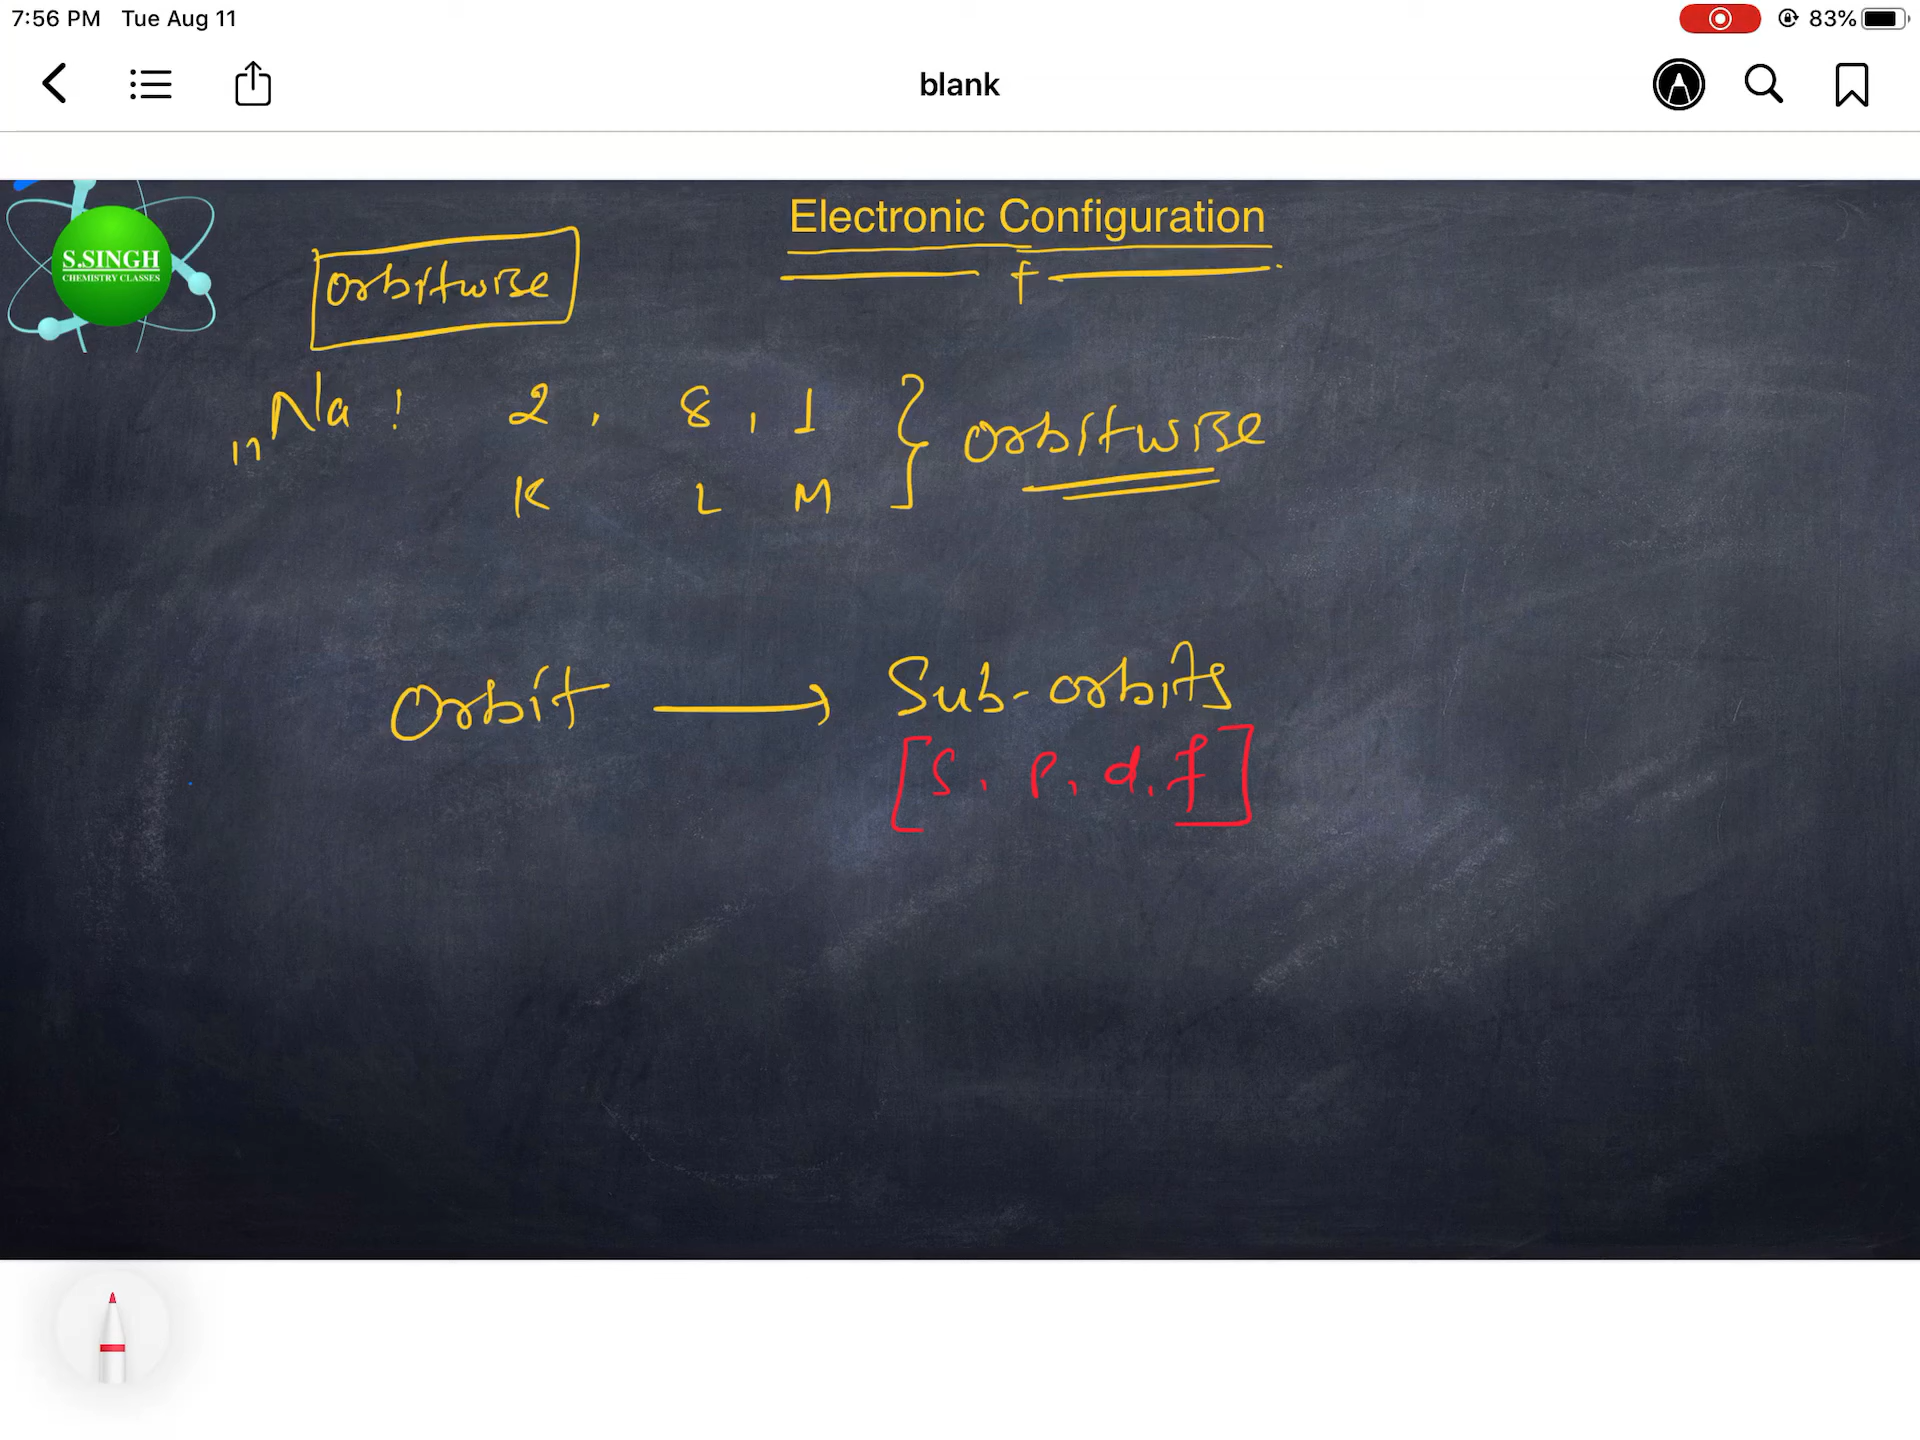 7:56 PM Tue Aug 11
83%
blank
Electronic Configuration
S.SINGH
CHEMISTRY CLASSES
orbitwise
11Na : 2, 8, 1 } orbitwise
K L M
Orbit → Sub-orbits
[s, p, d, f]